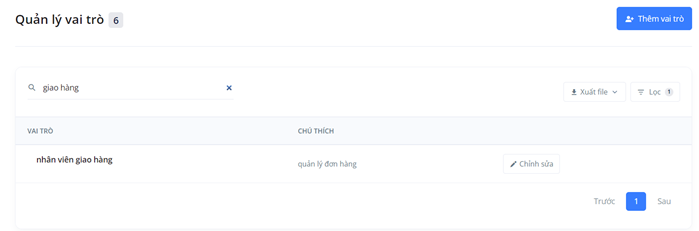 Quản lý vai trò 6
Thêm vai trò
giao hàng
Xuất file
Lọc 1
VAI TRÒ CHÚ THÍCH
nhân viên giao hàng quản lý đơn hàng Chỉnh sửa
Trước 1 Sau